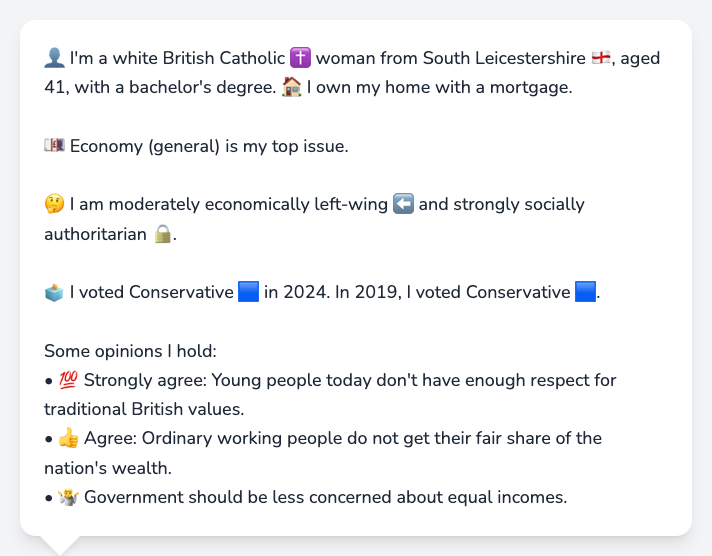 👤 I'm a white British Catholic ✝️ woman from South Leicestershire 🏴󠁧󠁢󠁥󠁮󠁧󠁿, aged
41, with a bachelor's degree. 🏠 I own my home with a mortgage.
💷 Economy (general) is my top issue.
🤔 I am moderately economically left-wing ⬅️ and strongly socially
authoritarian 🔒.
🗳️ I voted Conservative 🟦 in 2024. In 2019, I voted Conservative 🟦.
Some opinions I hold:
• 💯 Strongly agree: Young people today don't have enough respect for
traditional British values.
• 👍 Agree: Ordinary working people do not get their fair share of the
nation's wealth.
• 🤷 Government should be less concerned about equal incomes.